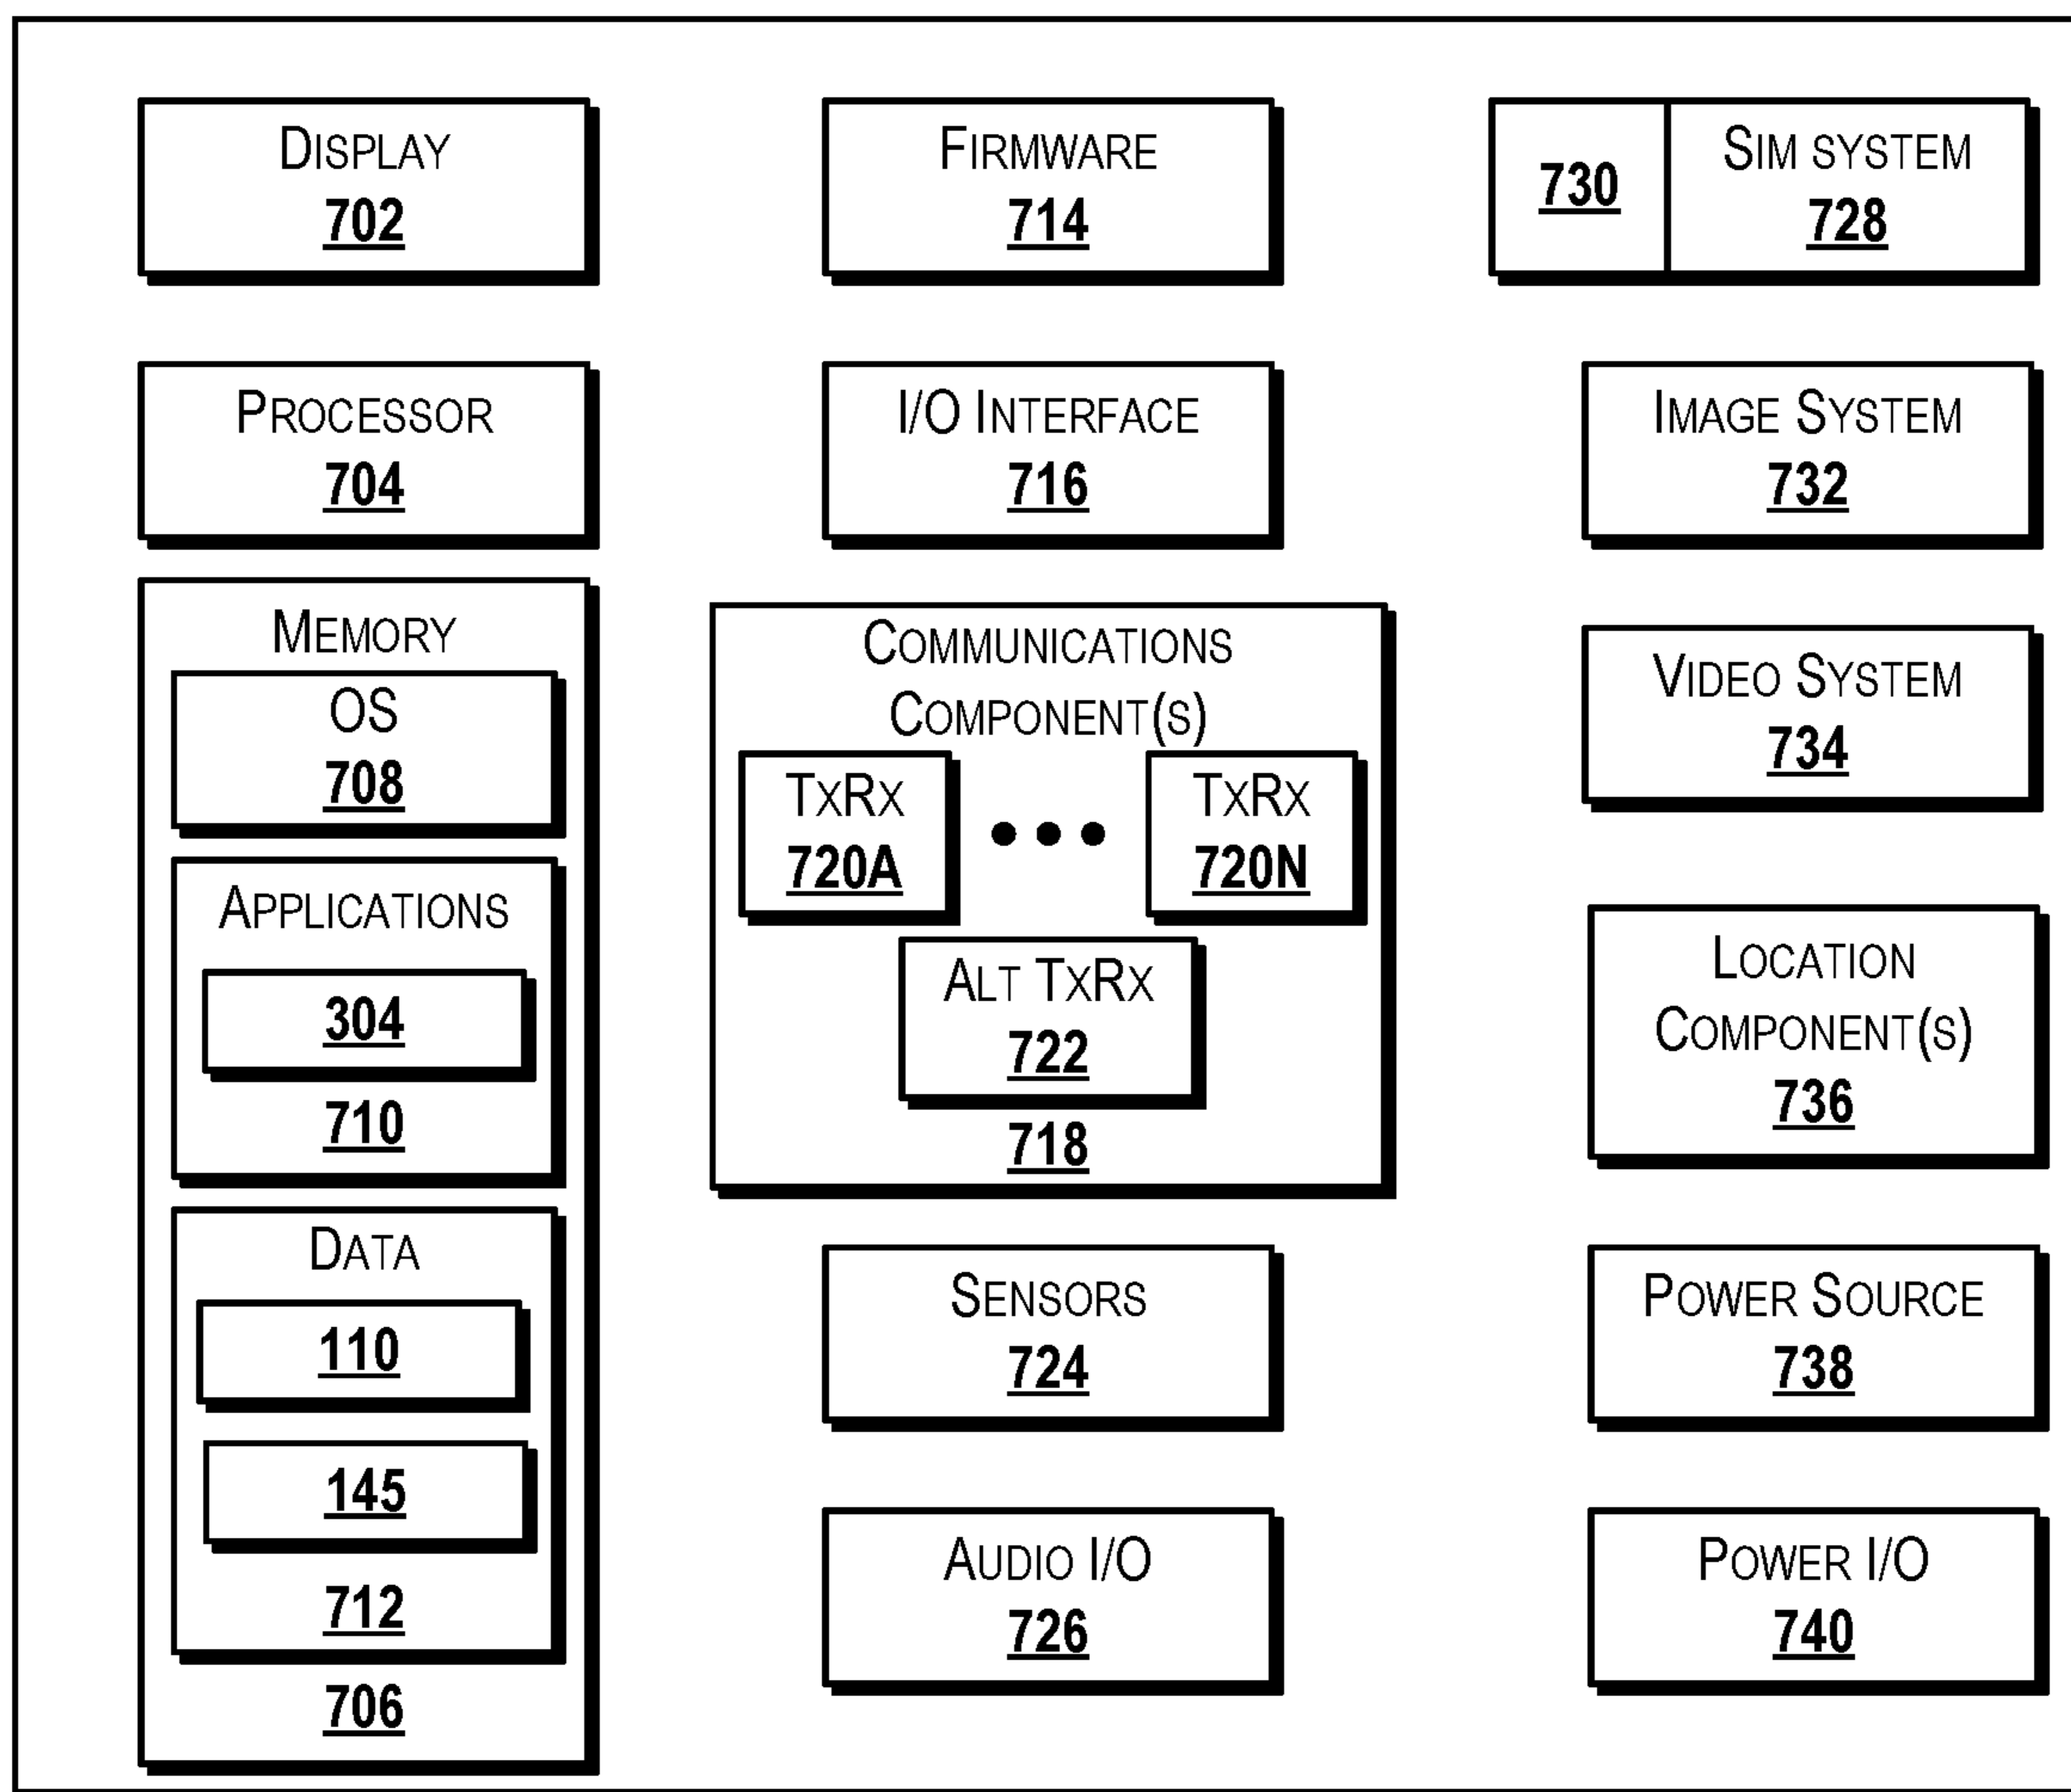 DISPLAY
702
PROCESSOR
704
MEMORY
OS
708
APPLICATIONS
304
710
DATA
110
145
712
706
FIRMWARE
714
I/O INTERFACE
716
COMMUNICATIONS
COMPONENT(S)
TXRX
720A
TXRX
720N
ALT TXRX
722
718
SENSORS
724
AUDIO I/O
726
730
SIM SYSTEM
728
IMAGE SYSTEM
732
VIDEO SYSTEM
734
LOCATION
COMPONENT(S)
736
POWER SOURCE
738
POWER I/O
740